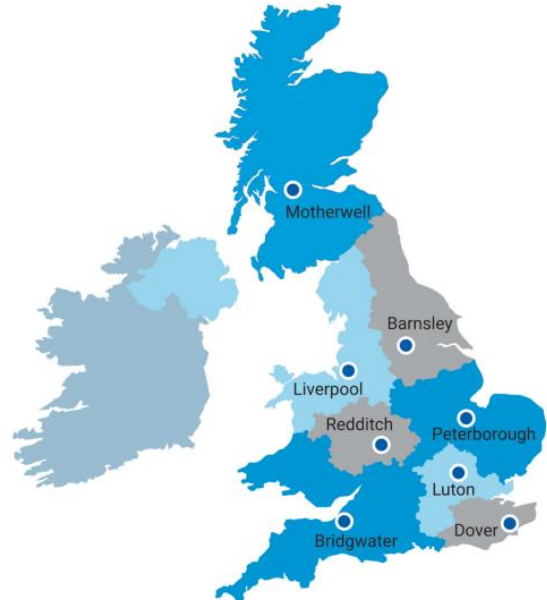 Motherwell
Barnsley
Liverpool
Redditch
Peterborough
Luton
Dover
Bridgwater